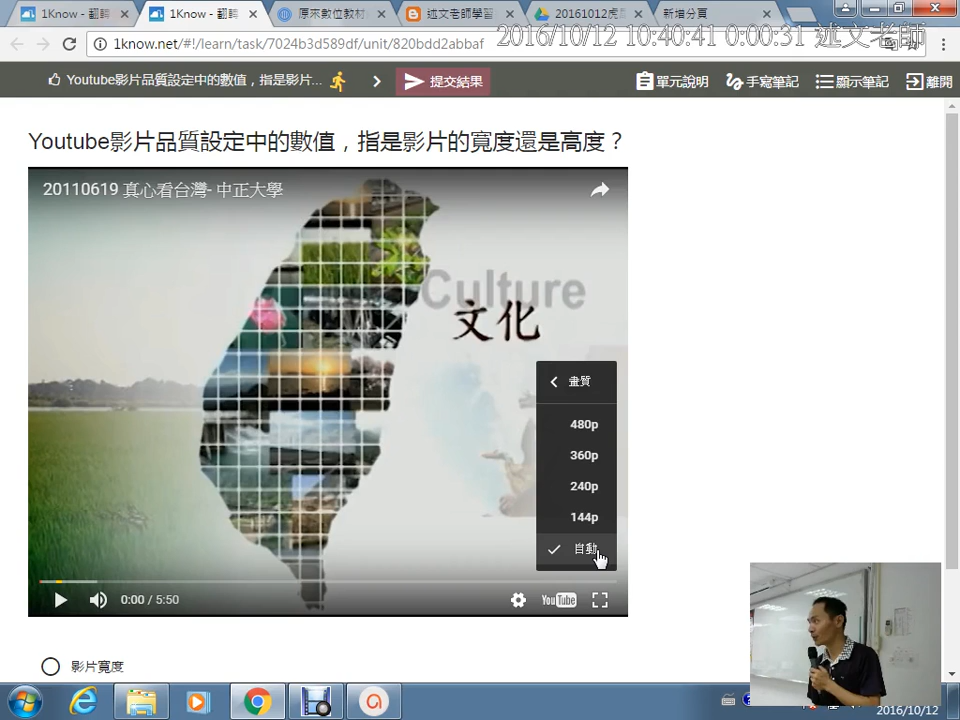 1Know - 翻轉
1Know - 翻轉
原來數位教材
述文老師學習
20161012虎
新增分頁
1know.net/#!/learn/task/7024b3d589df/unit/820bdd2abbaf
2016/10/12 10:40:41 0:00:31 述文老師
Youtube影片品質設定中的數值，指是影片...
提交結果
單元說明
手寫筆記
顯示筆記
離開
Youtube影片品質設定中的數值，指是影片的寬度還是高度？
20110619 真心看台灣- 中正大學
Culture
文化
畫質
480p
360p
240p
144p
自動
0:00 / 5:50
YouTube
影片寬度
2016/10/12